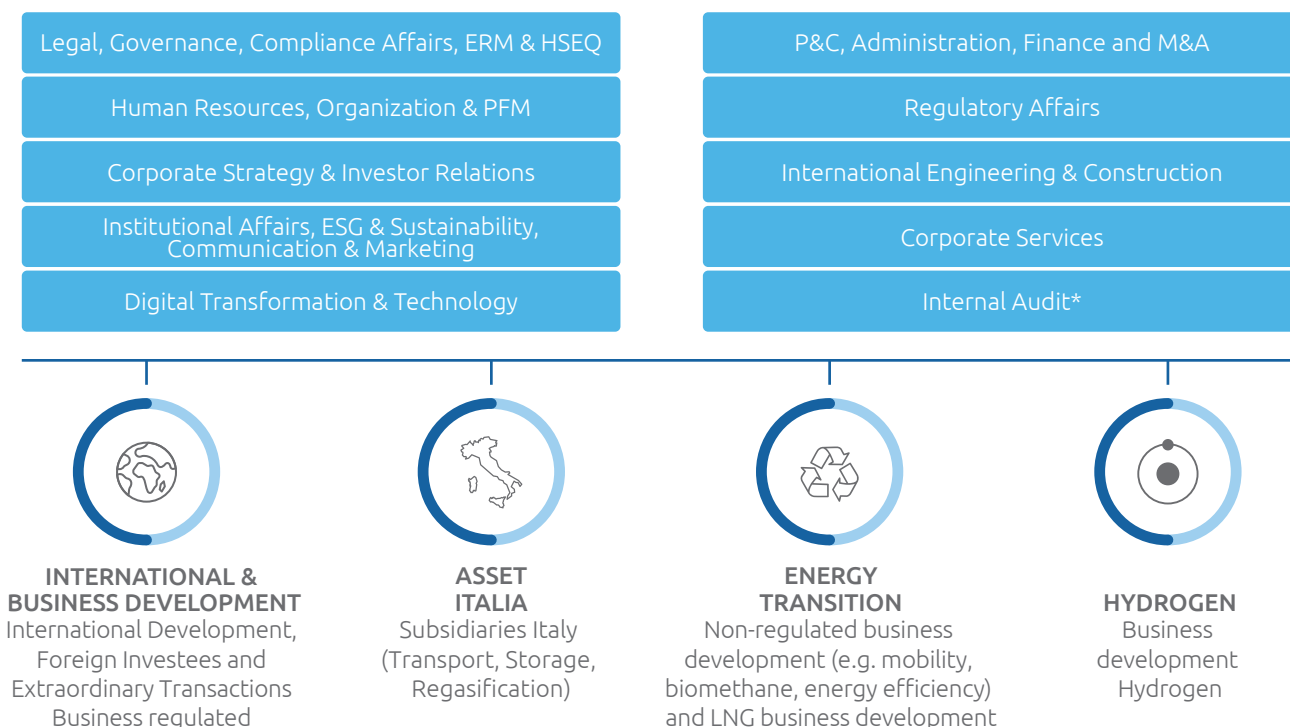 Legal, Governance, Compliance Affairs, ERM & HSEQ
Human Resources, Organization & PFM
Corporate Strategy & Investor Relations
Institutional Affairs, ESG & Sustainability,
Communication & Marketing
Digital Transformation & Technology
P&C, Administration, Finance and M&A
Regulatory Affairs
International Engineering & Construction
Corporate Services
Internal Audit*
INTERNATIONAL &
BUSINESS DEVELOPMENT
International Development,
Foreign Investees and
Extraordinary Transactions
Business regulated
ASSET
ITALIA
Subsidiaries Italy
(Transport, Storage,
Regasification)
ENERGY
TRANSITION
Non-regulated business
development (e.g. mobility,
biomethane, energy efficiency)
and LNG business development
HYDROGEN
Business
development
Hydrogen